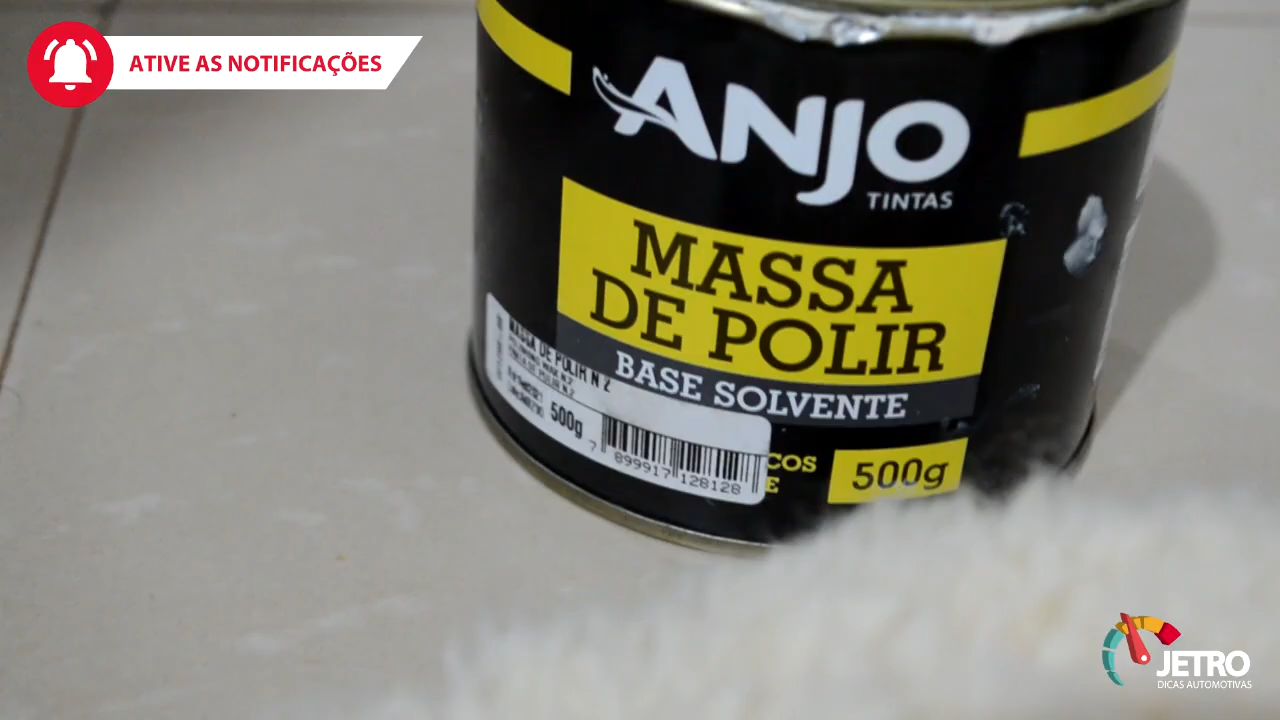 ATIVE AS NOTIFICAÇÕES
ANJO
TINTAS
MASSA
DE POLIR
BASE SOLVENTE
MASSA DE POLIR N 2
500g
7 899917 128128
COS
E
500g
JETRO
DICAS AUTOMOTIVAS